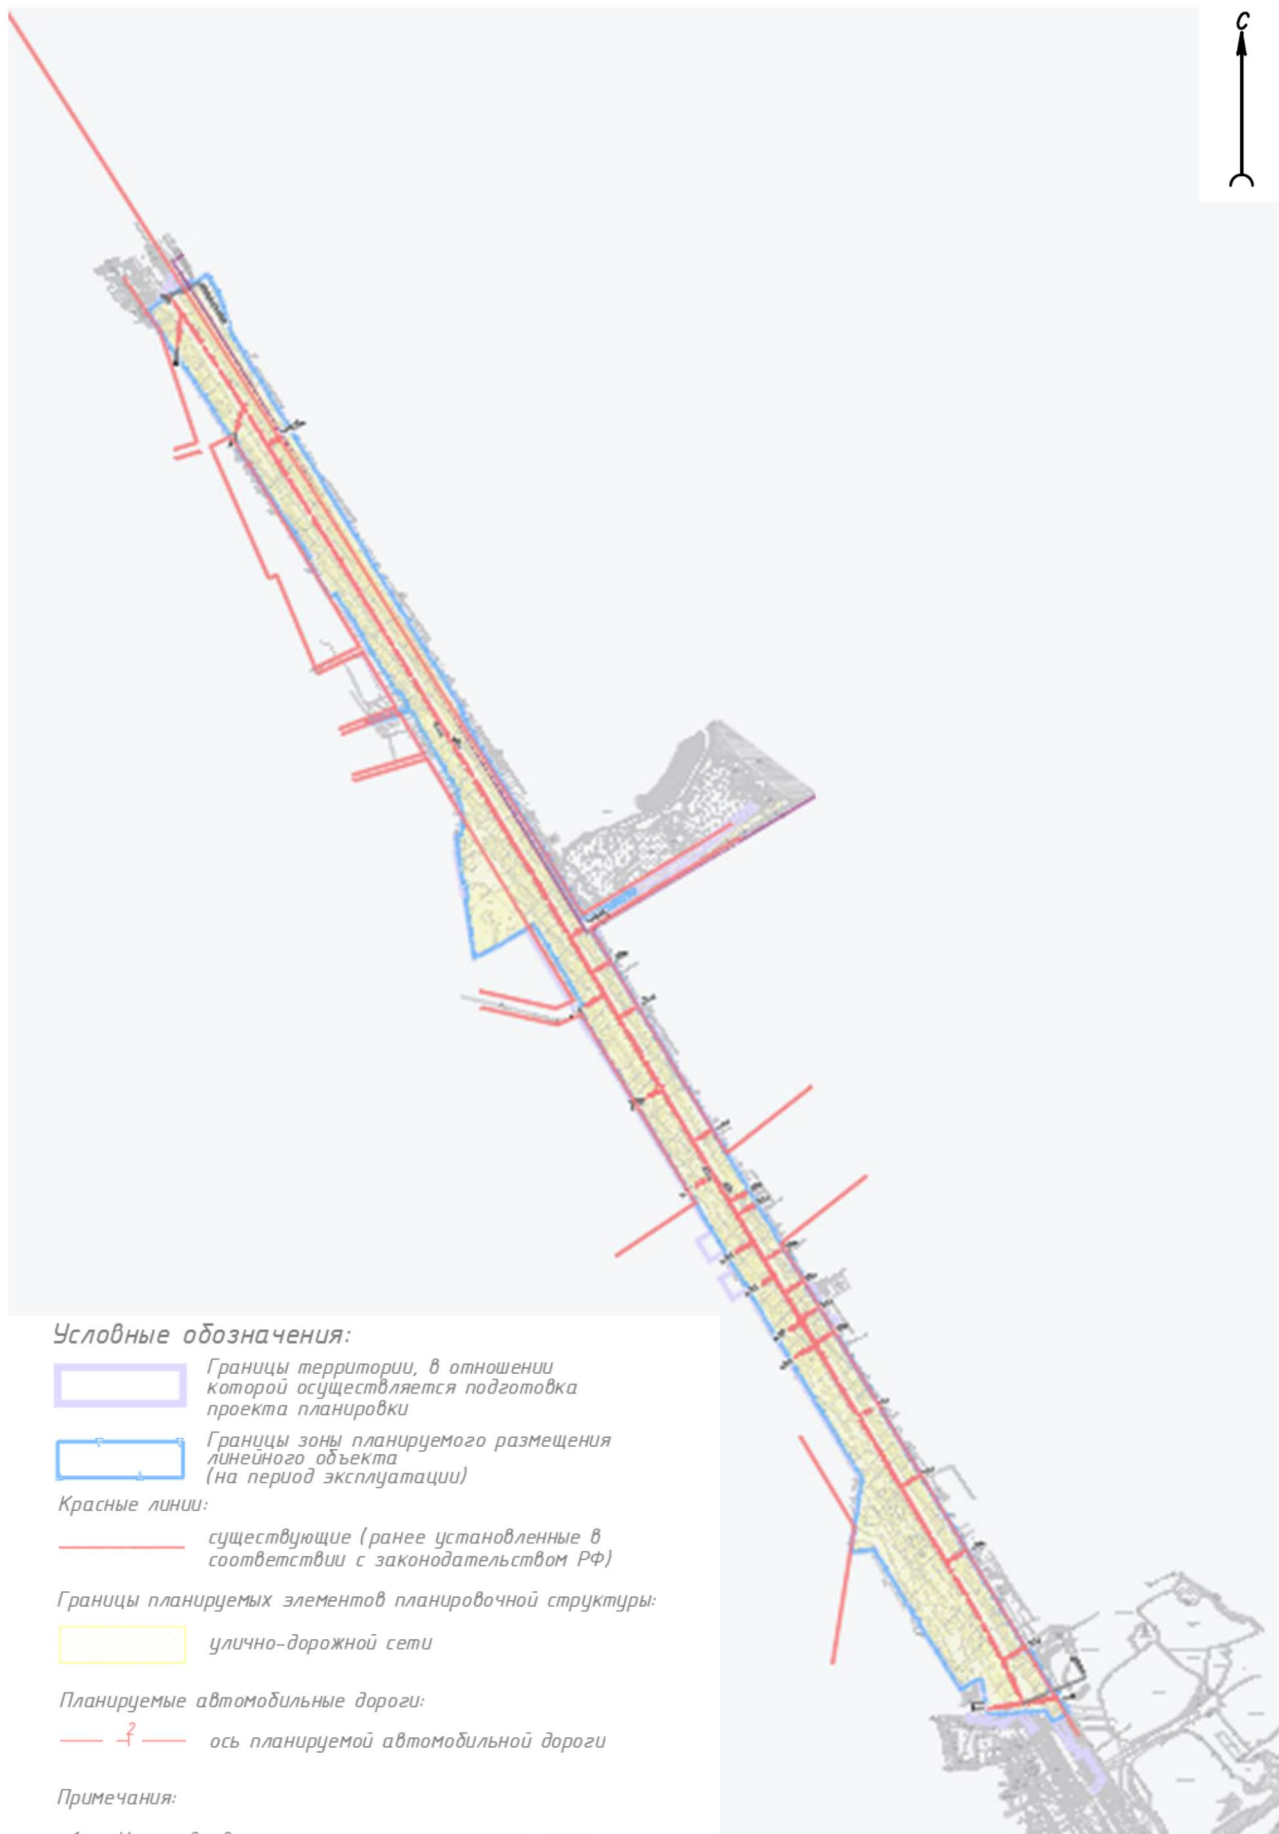 С
Условные обозначения:
Границы территории, в отношении
которой осуществляется подготовка
проекта планировки
Границы зоны планируемого размещения
линейного объекта
(на период эксплуатации)
Красные линии:
существующие (ранее установленные в
соответствии с законодательством РФ)
Границы планируемых элементов планировочной структуры:
улично-дорожной сети
Планируемые автомобильные дороги:
2
ось планируемой автомобильной дороги
Примечания: